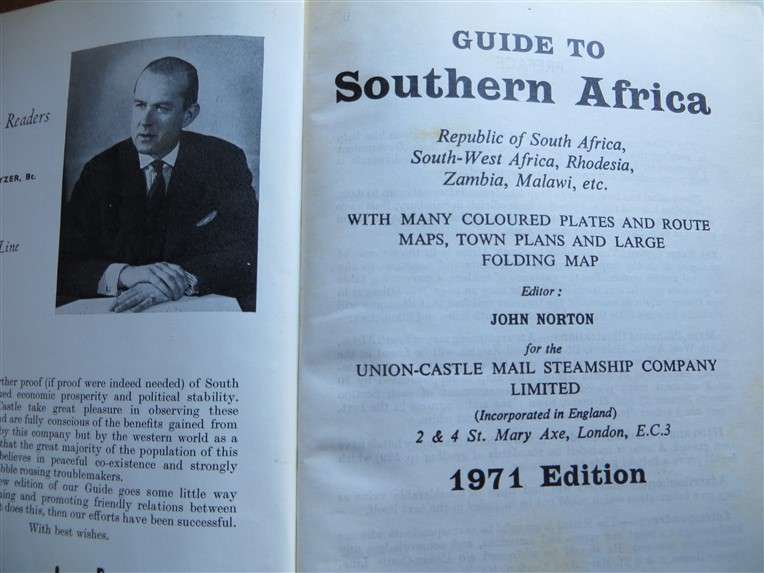 Readers
YZER, Bt.
Line
ther proof (if proof were indeed needed) of South
ned economic prosperity and political stability.
Castle take great pleasure in observing these
nd are fully conscious of the benefits gained from
by this company but by the western world as a
that the great majority of the population of this
believes in peaceful co-existence and strongly
bble rousing troublemakers.
ew edition of our Guide goes some little way
ning and promoting friendly relations between
t does this, then our efforts have been successful.
With best wishes.
GUIDE TO
Southern Africa
Republic of South Africa,
South-West Africa, Rhodesia,
Zambia, Malawi, etc.
WITH MANY COLOURED PLATES AND ROUTE
MAPS, TOWN PLANS AND LARGE
FOLDING MAP
Editor :
JOHN NORTON
for the
UNION-CASTLE MAIL STEAMSHIP COMPANY
LIMITED
(Incorporated in England)
2 & 4 St. Mary Axe, London, E.C.3
1971 Edition